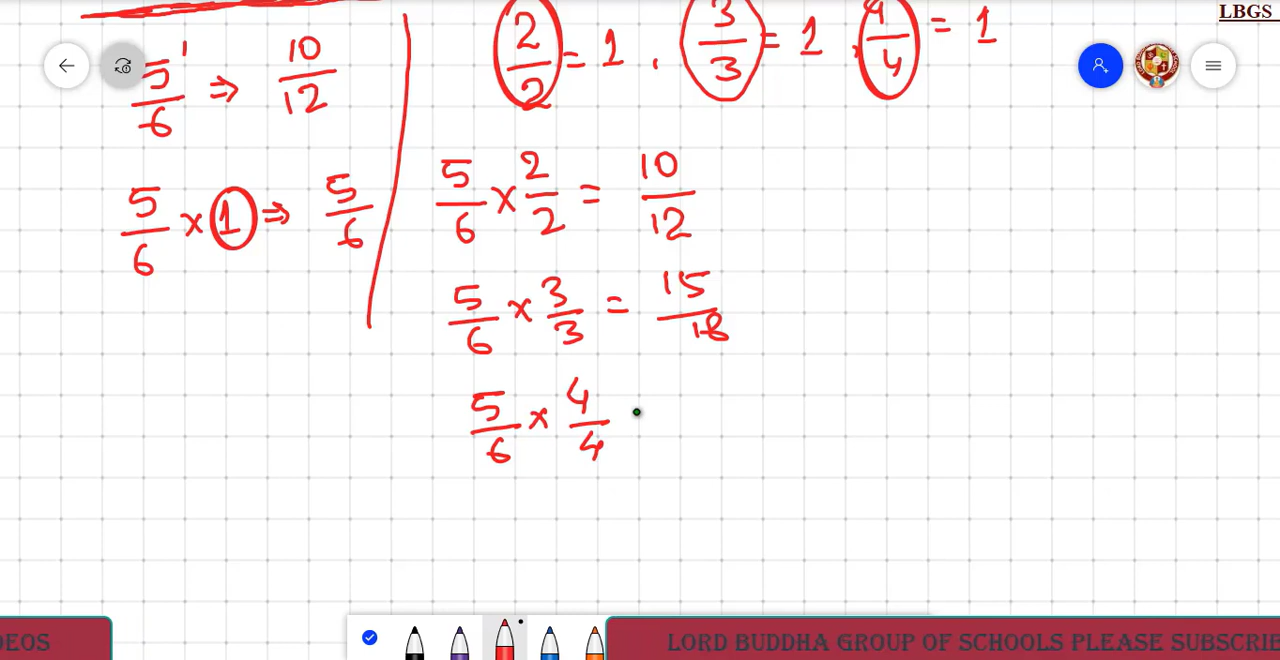 LBGS
2/2 = 1 , 3/3 = 1 , 4/4 = 1
5/6 ⇒ 10/12
5/6 × 1 ⇒ 5/6
5/6 × 2/2 = 10/12
5/6 × 3/3 = 15/18
5/6 × 4/4
DEOS
LORD BUDDHA GROUP OF SCHOOLS PLEASE SUBSCRIE